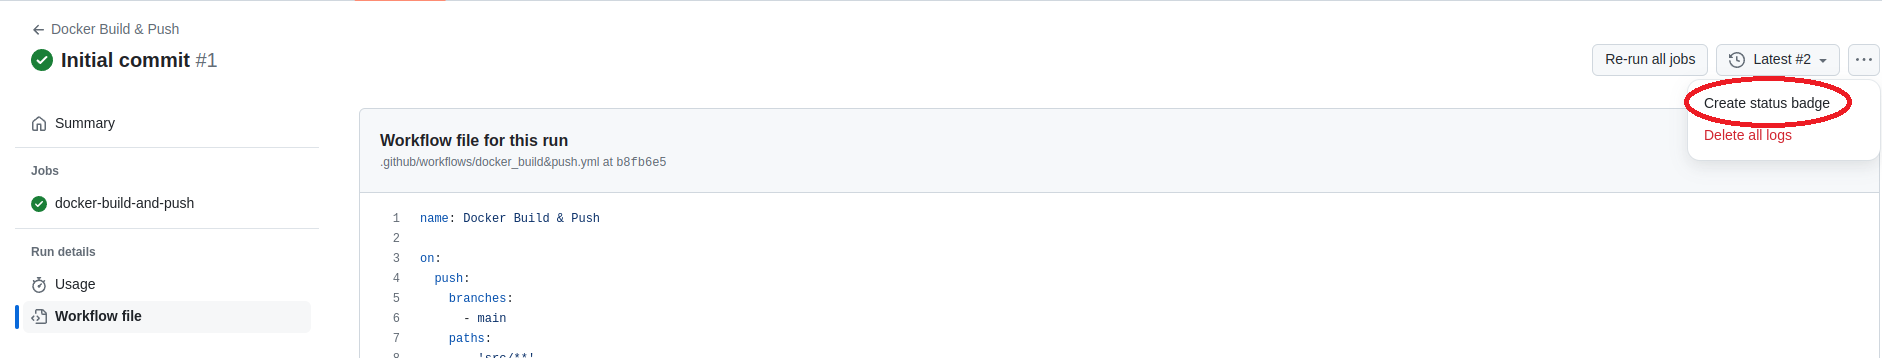 Docker Build & Push
Initial commit #1
Re-run all jobs
Latest #2
Create status badge
Delete all logs
Summary
Jobs
docker-build-and-push
Run details
Usage
Workflow file
Workflow file for this run
.github/workflows/docker_build&push.yml at b8fb6e5
1 name: Docker Build & Push
2
3 on:
4 push:
5 branches:
6 - main
7 paths:
8 'src/**'